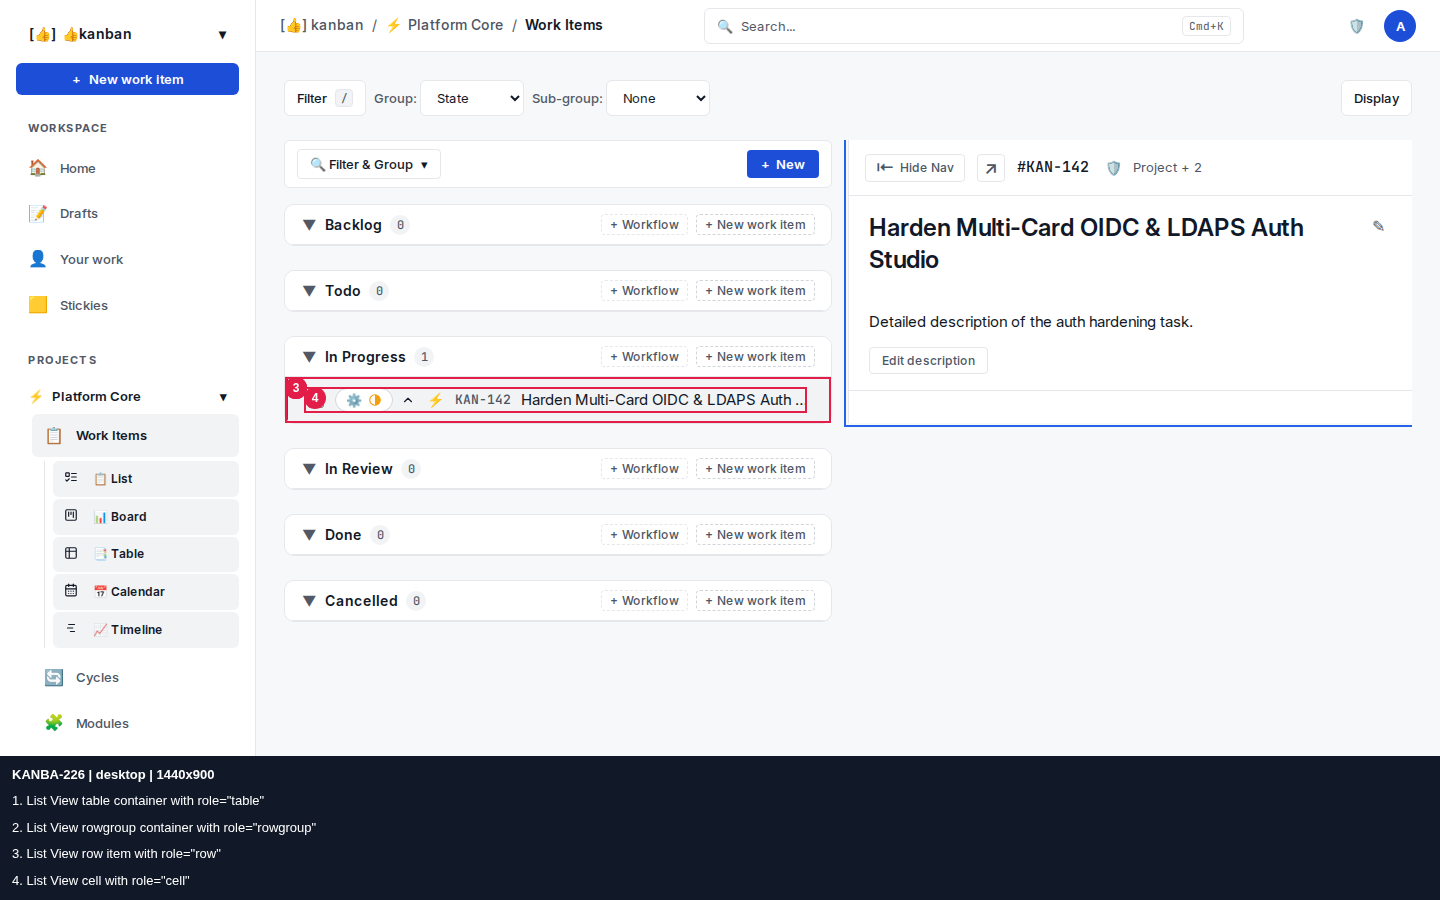 [👍] 👍kanban ▼
+ New work item
WORKSPACE
🏠 Home
📝 Drafts
👤 Your work
🟨 Stickies
PROJECTS
⚡ Platform Core ▼
📋 Work Items
📋 List
📊 Board
📑 Table
📅 Calendar
📈 Timeline
🔄 Cycles
🧩 Modules
[👍] kanban / ⚡ Platform Core / Work Items
🔍 Search... Cmd+K
🛡️ A
Filter / Group: State Sub-group: None Display
🔍 Filter & Group ▼ + New
▼ Backlog 0 + Workflow + New work item
▼ Todo 0 + Workflow + New work item
▼ In Progress 1 + Workflow + New work item
3 4 ⚡ KAN-142 Harden Multi-Card OIDC & LDAPS Auth ...
▼ In Review 0 + Workflow + New work item
▼ Done 0 + Workflow + New work item
▼ Cancelled 0 + Workflow + New work item
Hide Nav #KAN-142 🛡️ Project + 2
Harden Multi-Card OIDC & LDAPS Auth
Studio
Detailed description of the auth hardening task.
Edit description
KANBA-226 | desktop | 1440x900
1. List View table container with role="table"
2. List View rowgroup container with role="rowgroup"
3. List View row item with role="row"
4. List View cell with role="cell"